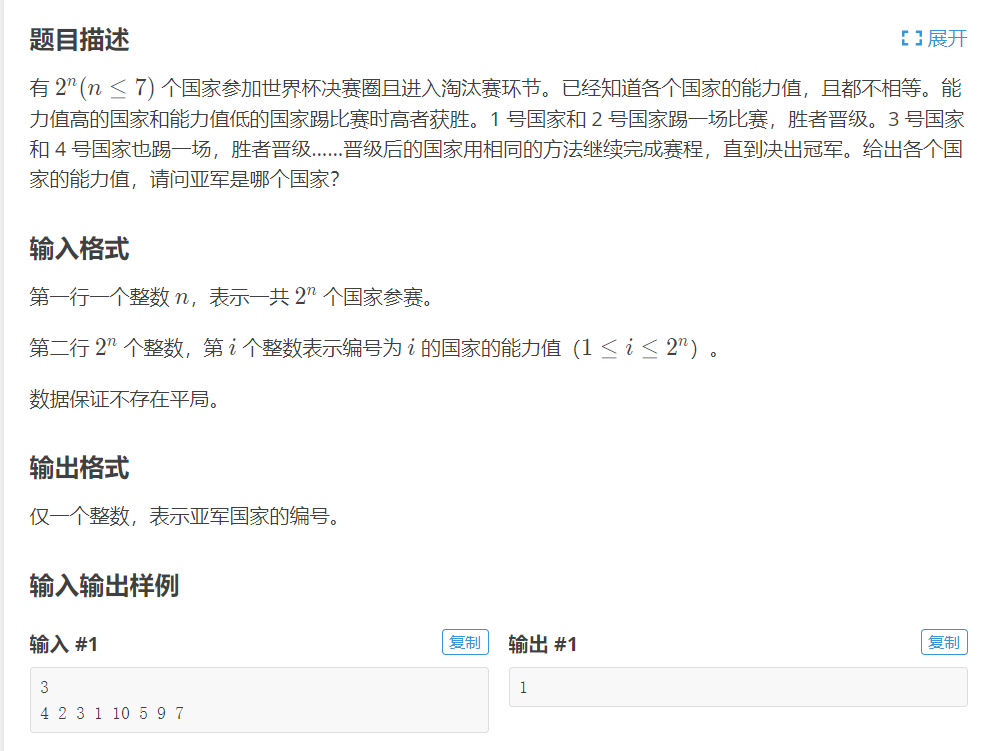 题目描述
展开
有 2ⁿ(n ≤ 7) 个国家参加世界杯决赛圈且进入淘汰赛环节。已经知道各个国家的能力值，且都不相等。能
力值高的国家和能力值低的国家踢比赛时高者获胜。1 号国家和 2 号国家踢一场比赛，胜者晋级。3 号国家
和 4 号国家也踢一场，胜者晋级……晋级后的国家用相同的方法继续完成赛程，直到决出冠军。给出各个国
家的能力值，请问亚军是哪个国家?
输入格式
第一行一个整数 n，表示一共 2ⁿ 个国家参赛。
第二行 2ⁿ 个整数，第 i 个整数表示编号为 i 的国家的能力值（1 ≤ i ≤ 2ⁿ）。
数据保证不存在平局。
输出格式
仅一个整数，表示亚军国家的编号。
输入输出样例
输入 #1
复制
3
4 2 3 1 10 5 9 7
输出 #1
复制
1